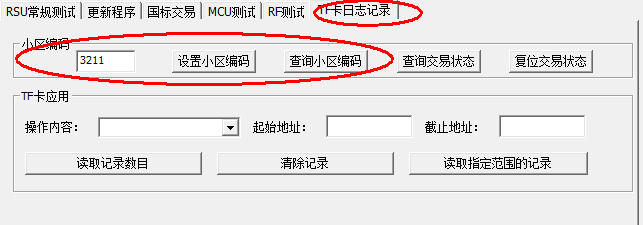 RSU常规测试 更新程序 国标交易 MCU测试 RF测试 TF卡日志记录
小区编码
3211 设置小区编码 查询小区编码 查询交易状态 复位交易状态
TF卡应用
操作内容: 起始地址: 截止地址:
读取记录数目 清除记录 读取指定范围的记录